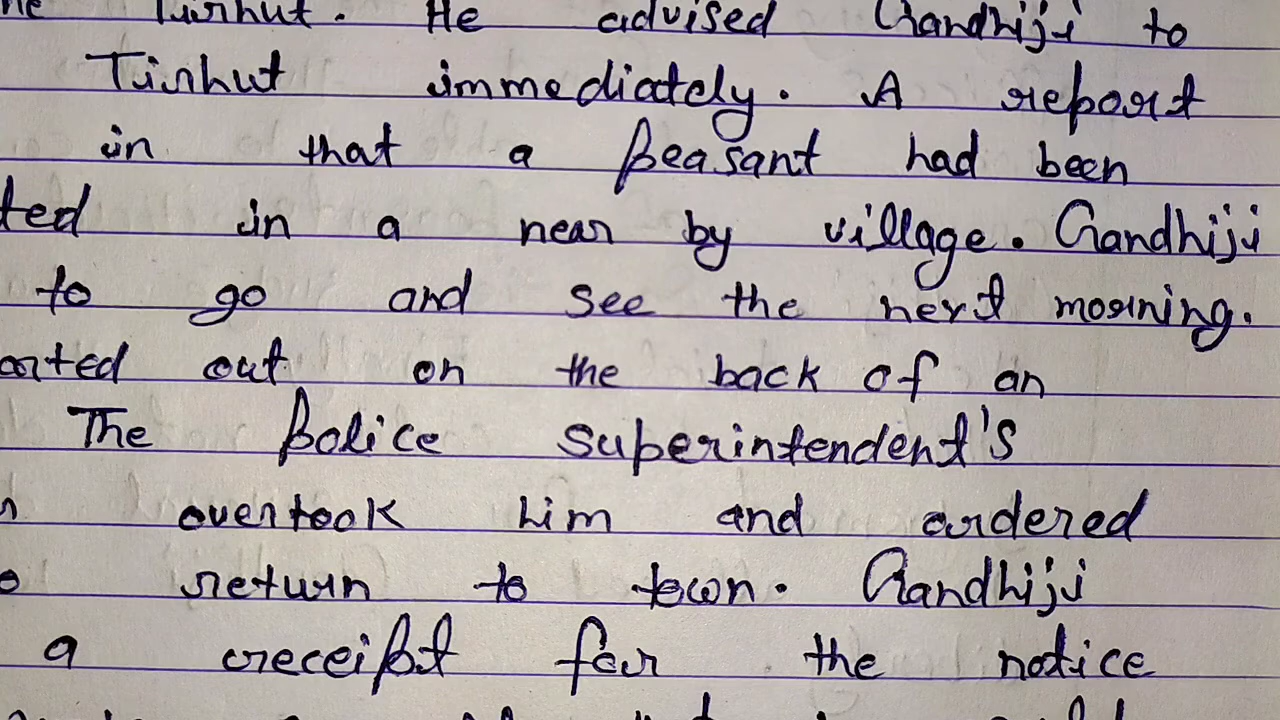 Tirhut. He advised Gandhiji to
Tirhut immediately. A report
in that a peasant had been
ted in a near by village. Gandhiji
to go and see the next morning.
arted out on the back of an
The police superintendent's
overtook him and ordered
return to town. Gandhiji
a receipt for the notice